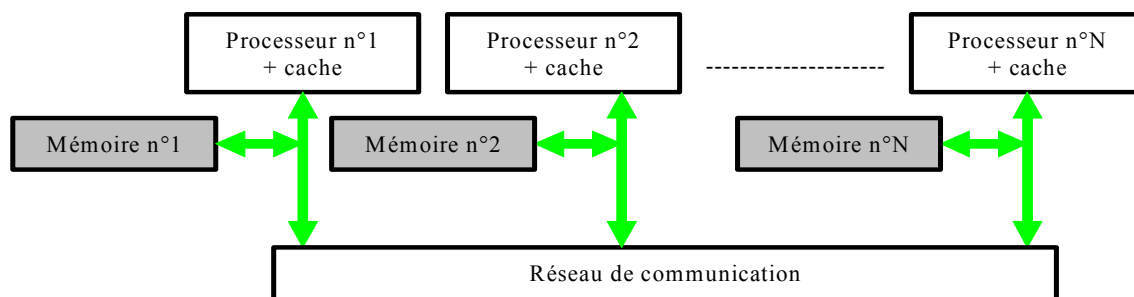 Processeur n°1
+ cache
Processeur n°2
+ cache
Processeur n°N
+ cache
Mémoire n°1
Mémoire n°2
Mémoire n°N
Réseau de communication